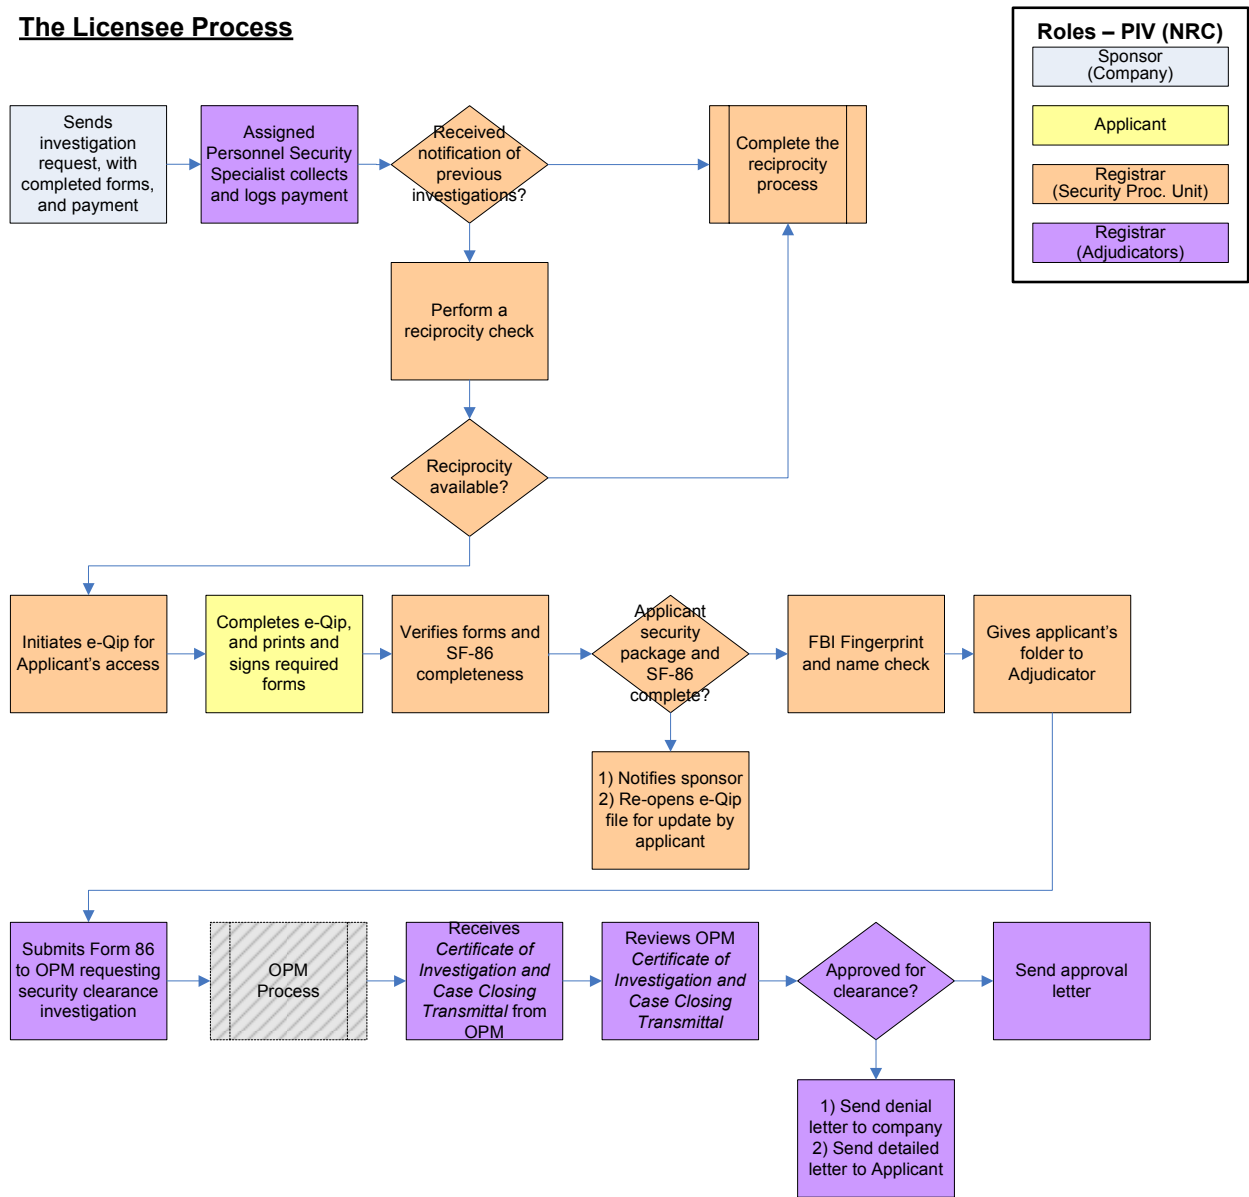 The Licensee Process
Roles – PIV (NRC)
Sponsor
(Company)
Applicant
Registrar
(Security Proc. Unit)
Registrar
(Adjudicators)
Sends
investigation
request, with
completed forms,
and payment
Assigned
Personnel Security
Specialist collects
and logs payment
Received
notification of
previous
investigations?
Complete the
reciprocity
process
Perform a
reciprocity check
Reciprocity
available?
Initiates e-Qip for
Applicant’s access
Completes e-Qip,
and prints and
signs required
forms
Verifies forms and
SF-86
completeness
Applicant
security
package and
SF-86
complete?
FBI Fingerprint
and name check
Gives applicant’s
folder to
Adjudicator
1) Notifies sponsor
2) Re-opens e-Qip
file for update by
applicant
Submits Form 86
to OPM requesting
security clearance
investigation
OPM
Process
Receives
Certificate of
Investigation and
Case Closing
Transmittal from
OPM
Reviews OPM
Certificate of
Investigation and
Case Closing
Transmittal
Approved for
clearance?
Send approval
letter
1) Send denial
letter to company
2) Send detailed
letter to Applicant